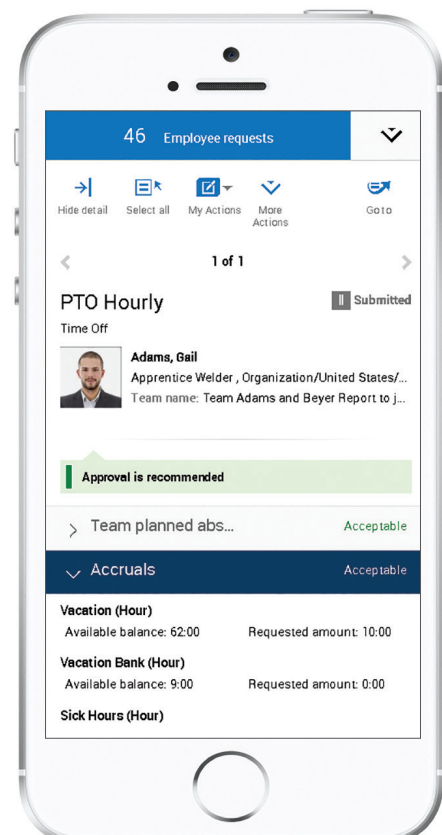 46 Employee requests
Hide detail Select all My Actions More Actions Go to
1 of 1
PTO Hourly Submitted
Time Off
Adams, Gail
Apprentice Welder , Organization/United States/...
Team name: Team Adams and Beyer Report to j...
Approval is recommended
Team planned abs... Acceptable
Accruals Acceptable
Vacation (Hour)
Available balance: 62:00 Requested amount: 10:00
Vacation Bank (Hour)
Available balance: 9:00 Requested amount: 0:00
Sick Hours (Hour)